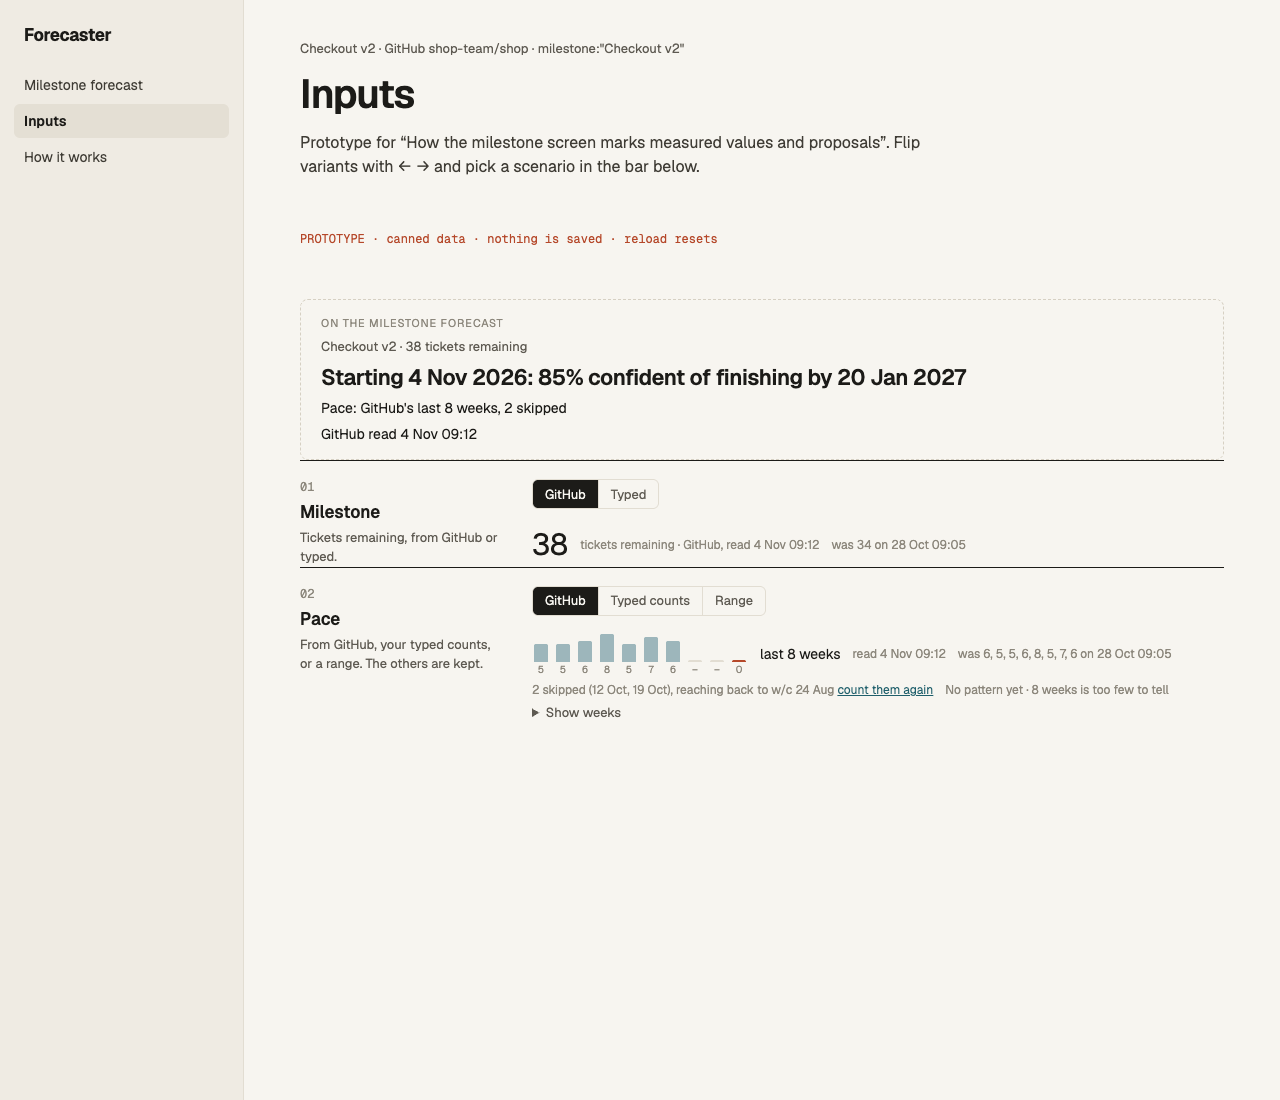 Forecaster
Milestone forecast
Inputs
How it works
Checkout v2 · GitHub shop-team/shop · milestone:"Checkout v2"
Inputs
Prototype for “How the milestone screen marks measured values and proposals”. Flip
variants with ← → and pick a scenario in the bar below.
PROTOTYPE · canned data · nothing is saved · reload resets
ON THE MILESTONE FORECAST
Checkout v2 · 38 tickets remaining
Starting 4 Nov 2026: 85% confident of finishing by 20 Jan 2027
Pace: GitHub's last 8 weeks, 2 skipped
GitHub read 4 Nov 09:12
01
Milestone
Tickets remaining, from GitHub or
typed.
GitHub Typed
38 tickets remaining · GitHub, read 4 Nov 09:12 was 34 on 28 Oct 09:05
02
Pace
From GitHub, your typed counts,
or a range. The others are kept.
GitHub Typed counts Range
5 5 6 8 5 7 6 – – 0
last 8 weeks read 4 Nov 09:12 was 6, 5, 5, 6, 8, 5, 7, 6 on 28 Oct 09:05
2 skipped (12 Oct, 19 Oct), reaching back to w/c 24 Aug count them again No pattern yet · 8 weeks is too few to tell
▶ Show weeks